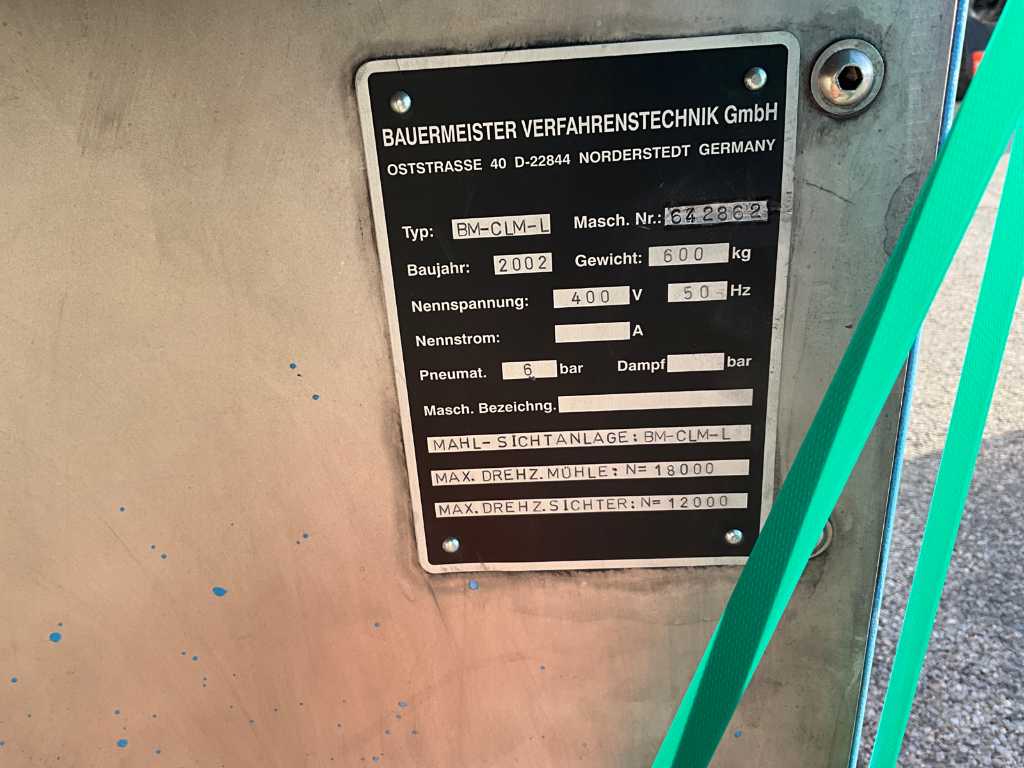 BAUERMEISTER VERFAHRENSTECHNIK GmbH
OSTSTRASSE 40 D-22844 NORDERSTEDT GERMANY
Typ: BM-CLM-L Masch. Nr.: 642862
Baujahr: 2002 Gewicht: 600 kg
Nennspannung: 400 V 50 Hz
Nennstrom: A
Pneumat. 6 bar Dampf bar
Masch. Bezeichng.
MAHL-SICHTANLAGE: BM-CLM-L
MAX. DREHZ. MÜHLE: N= 18000
MAX. DREHZ. SICHTER: N= 12000